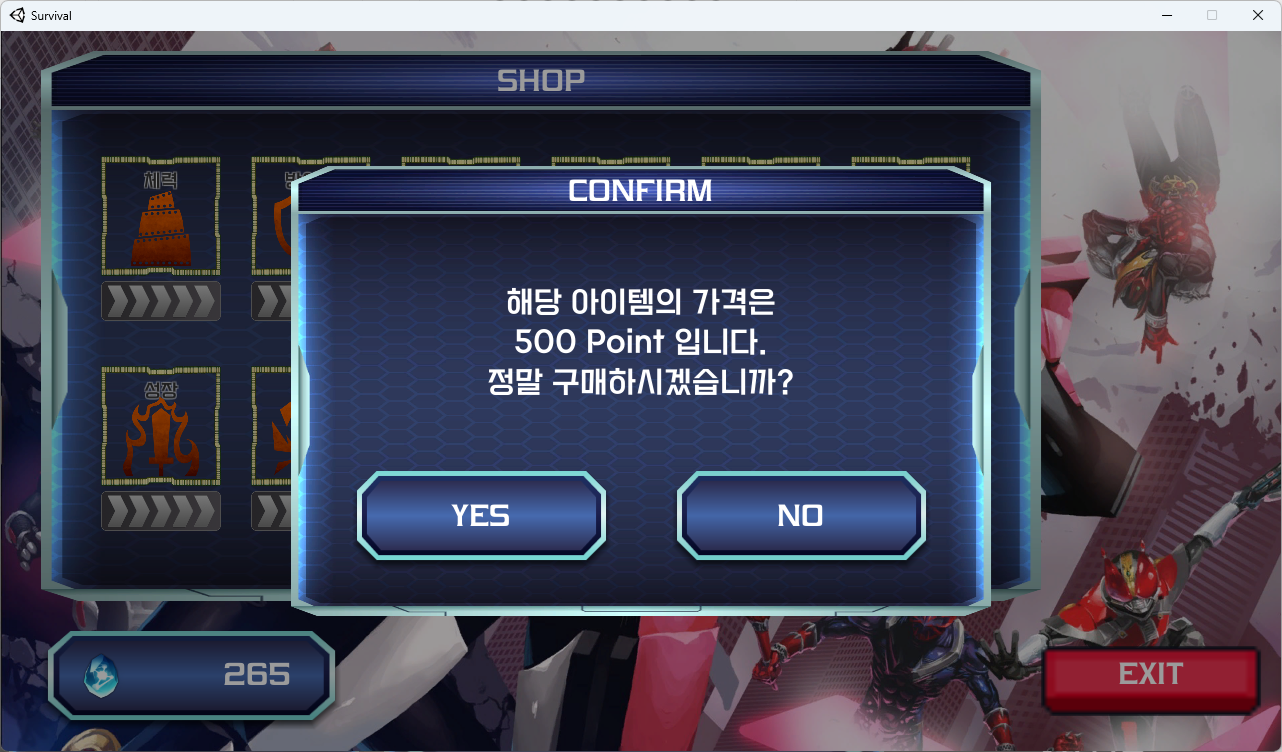 Survival
SHOP
체력
CONFIRM
해당 아이템의 가격은
500 Point 입니다.
정말 구매하시겠습니까?
성장
YES
NO
265
EXIT